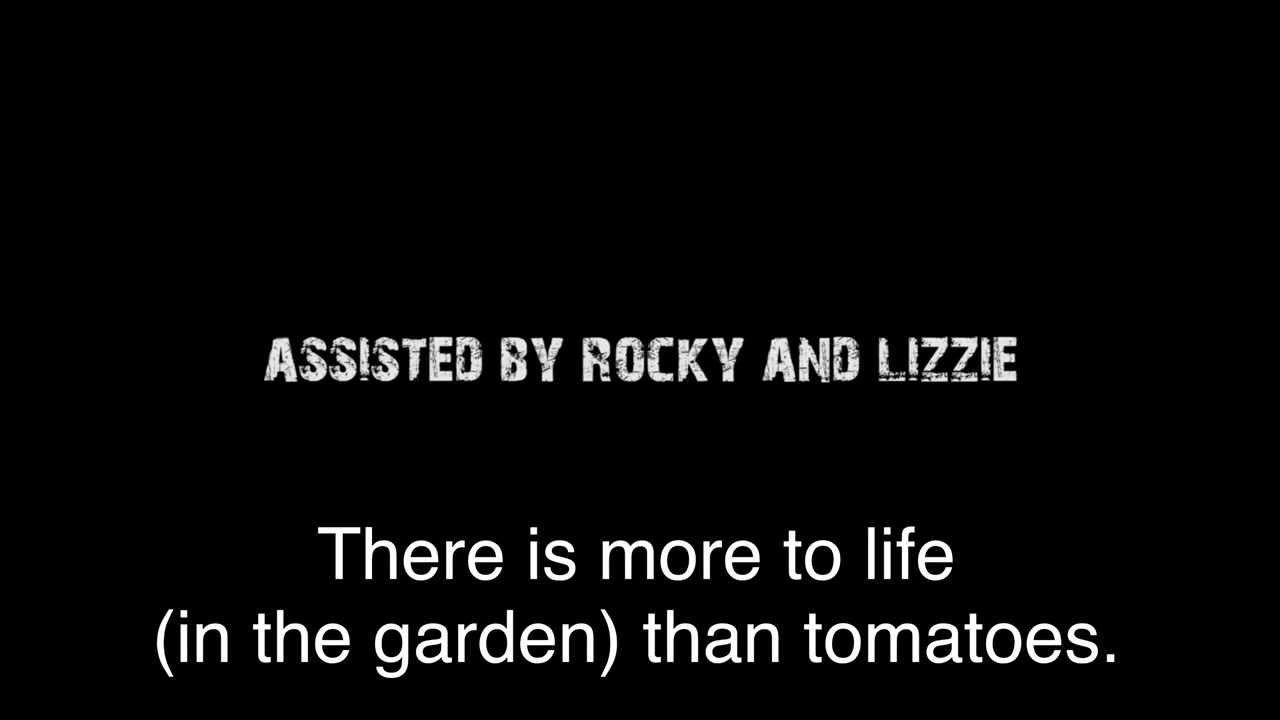 ASSISTED BY ROCKY AND LIZZIE
There is more to life
(in the garden) than tomatoes.